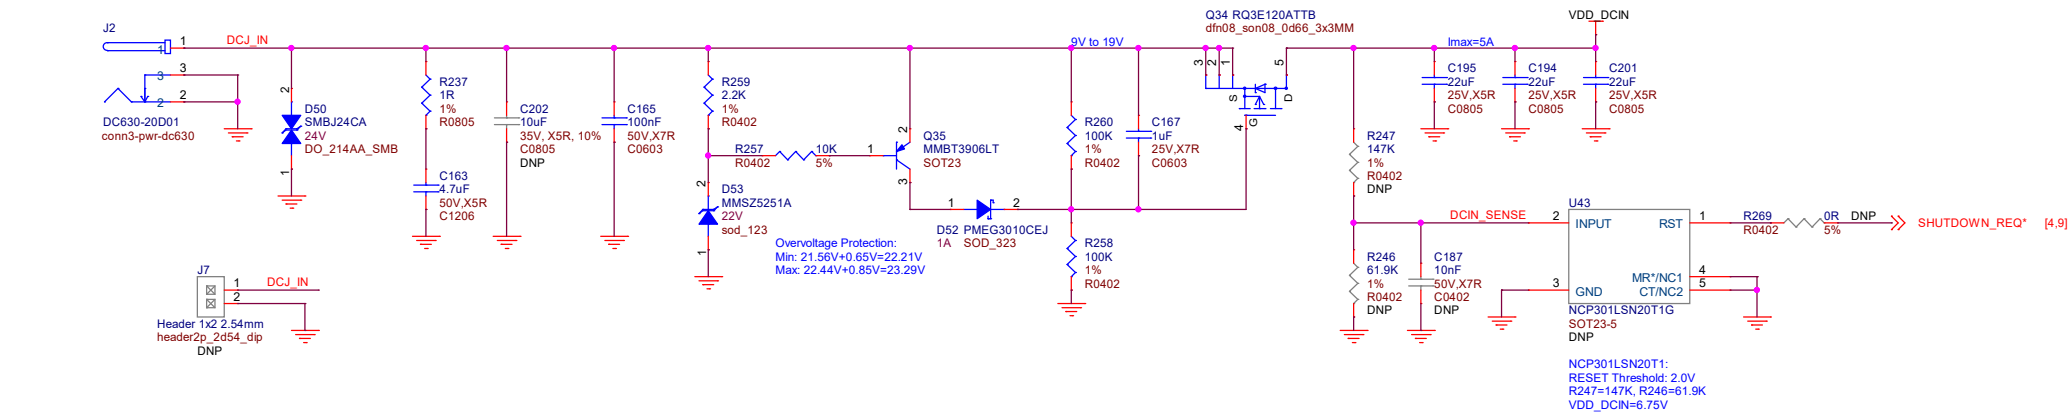 J2
1
1
DCJ_IN
3
3
2
2
DC630-20D01
conn3-pwr-dc630
2
D50
SMBJ24CA
24V
DO_214AA_SMB
1
R237
1R
1%
R0805
C163
4.7uF
50V,X5R
C1206
C202
10uF
35V, X5R, 10%
C0805
DNP
C165
100nF
50V,X7R
C0603
R259
2.2K
1%
R0402
R257
10K
R0402
5%
2
D53
MMSZ5251A
22V
sod_123
1
2
Q35
MMBT3906LT
SOT23
1
3
1
2
D52 PMEG3010CEJ
1A SOD_323
Overvoltage Protection:
Min: 21.56V+0.65V=22.21V
Max: 22.44V+0.85V=23.29V
9V to 19V
R260
100K
1%
R0402
C167
1uF
25V,X7R
C0603
R258
100K
1%
R0402
Q34 RQ3E120ATTB
dfn08_son08_0d66_3x3MM
3
2
1
5
S
D
G
4
VDD_DCIN
Imax=5A
C195
22uF
25V,X5R
C0805
C194
22uF
25V,X5R
C0805
C201
22uF
25V,X5R
C0805
R247
147K
1%
R0402
DNP
DCIN_SENSE
R246
61.9K
1%
R0402
DNP
C187
10nF
50V,X7R
C0402
DNP
U43
2
INPUT
RST
1
MR*/NC1
4
3
GND
CT/NC2
5
NCP301LSN20T1G
SOT23-5
DNP
R269
0R
DNP
R0402
5%
SHUTDOWN_REQ*
[4,9]
NCP301LSN20T1:
RESET Threshold: 2.0V
R247=147K, R246=61.9K
VDD_DCIN=6.75V
J7
1
DCJ_IN
2
Header 1x2 2.54mm
header2p_2d54_dip
DNP